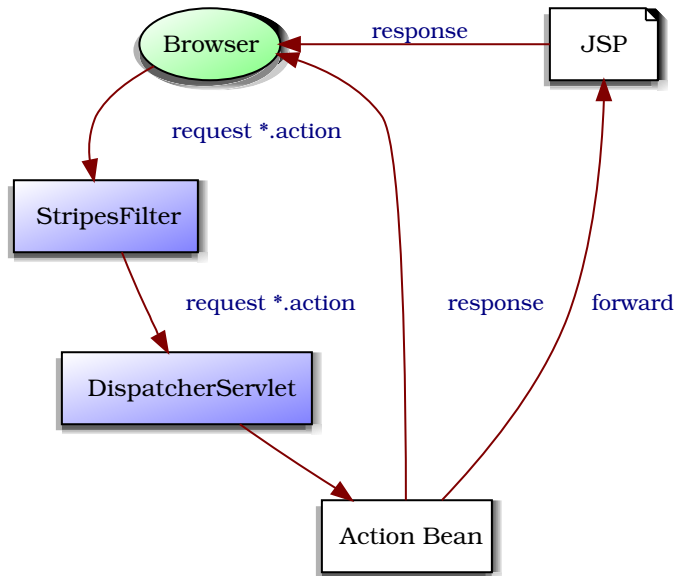 Browser
response
JSP
request *.action
StripesFilter
request *.action
response
forward
DispatcherServlet
Action Bean